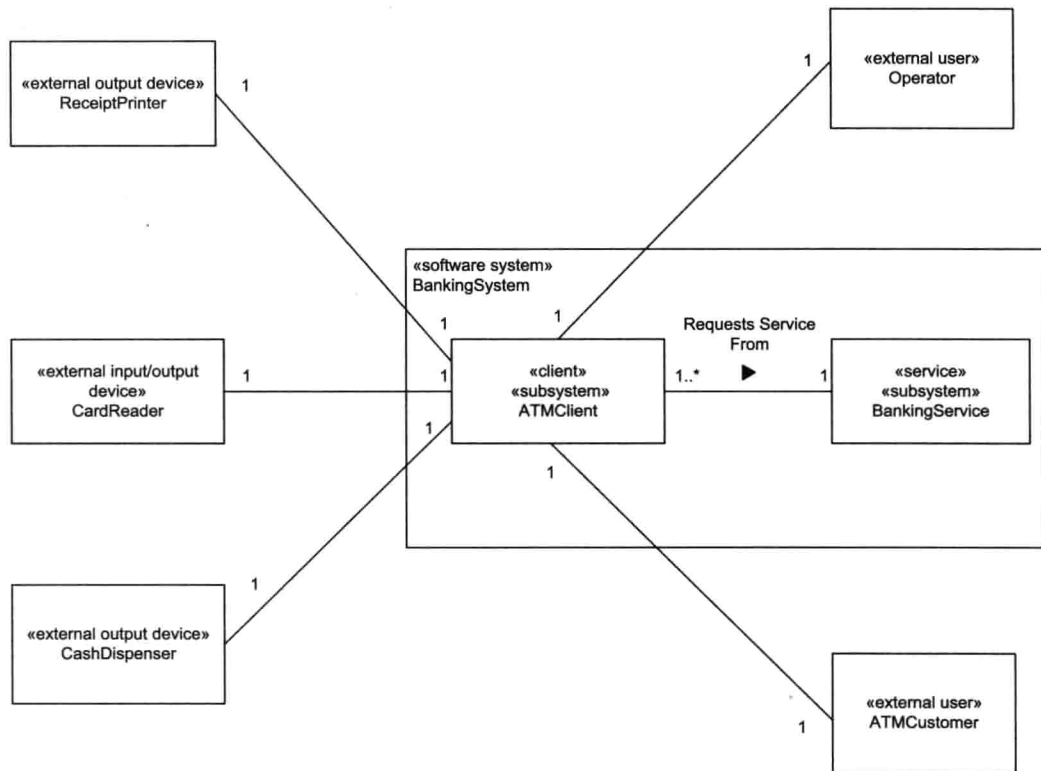 «external output device»
ReceiptPrinter
1
1
«external user»
Operator
«software system»
BankingSystem
1
1
Requests Service
From
«external input/output
device»
CardReader
1
1
«client»
«subsystem»
ATMClient
1..*
1
«service»
«subsystem»
BankingService
1
1
1
«external output device»
CashDispenser
1
«external user»
ATMCustomer